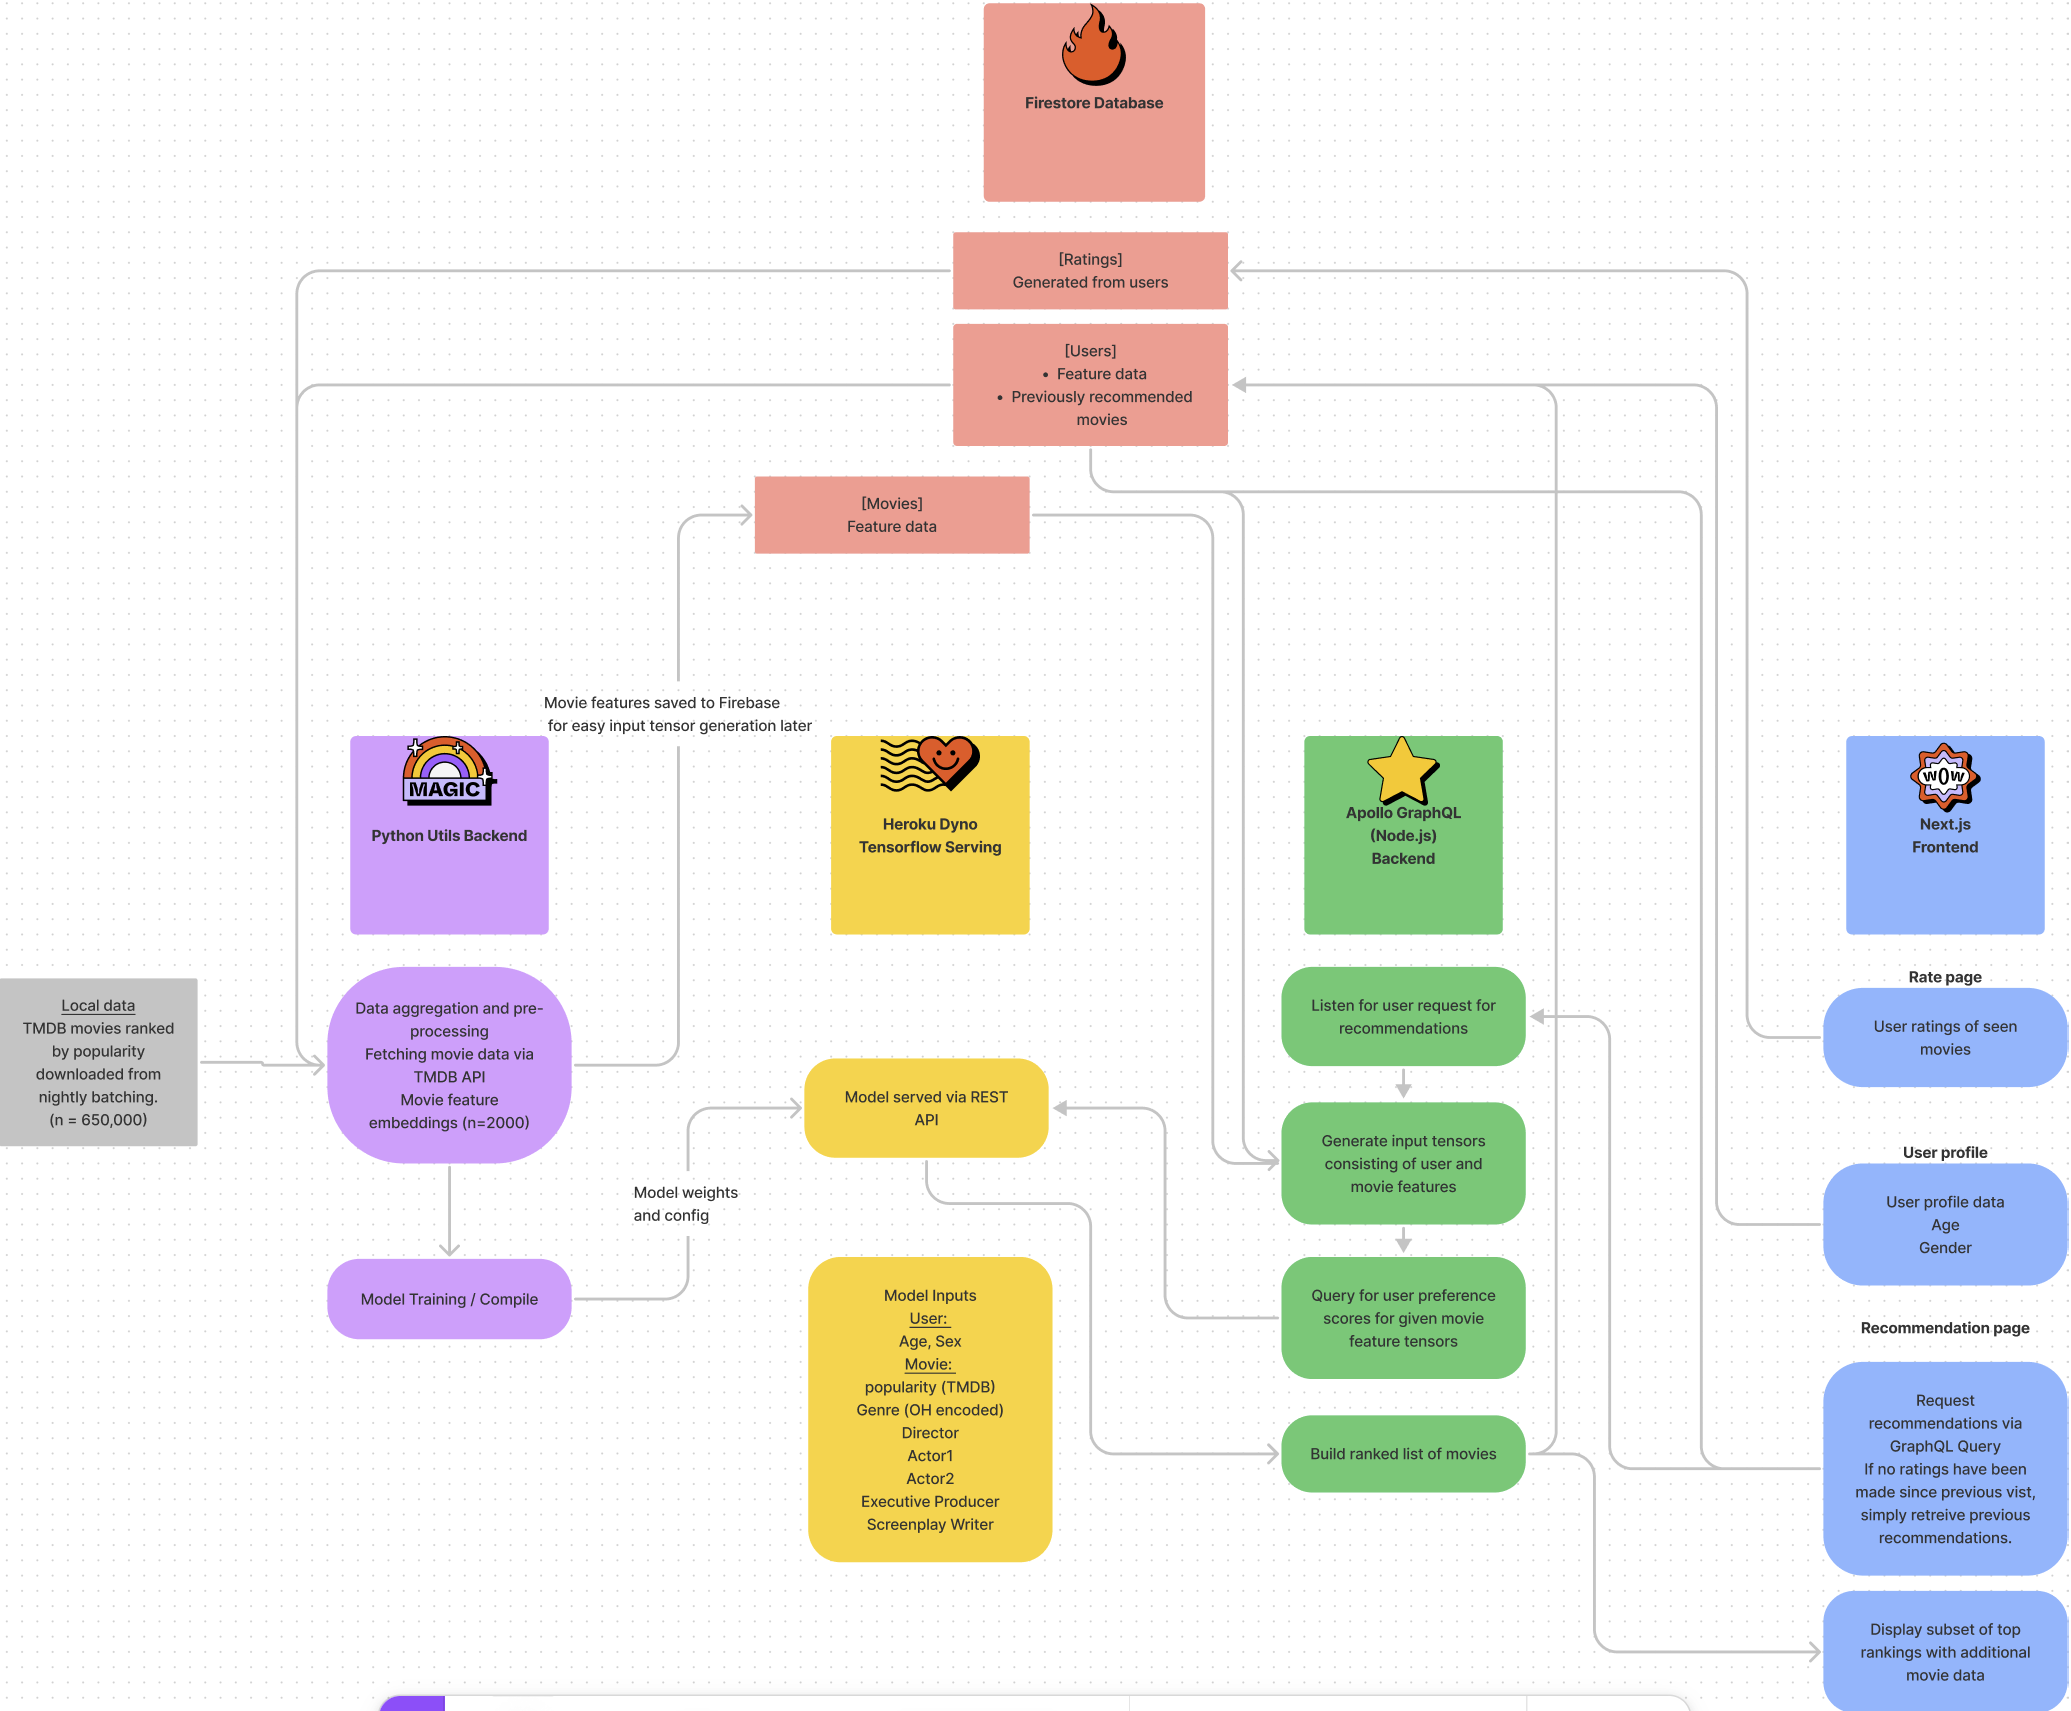 Firestore Database
[Ratings]
Generated from users
[Users]
• Feature data
• Previously recommended
movies
[Movies]
Feature data
Movie features saved to Firebase
for easy input tensor generation later
MAGIC
Python Utils Backend
Heroku Dyno
Tensorflow Serving
Apollo GraphQL
(Node.js)
Backend
WOW
Next.js
Frontend
Local data
TMDB movies ranked
by popularity
downloaded from
nightly batching.
(n = 650,000)
Data aggregation and pre-
processing
Fetching movie data via
TMDB API
Movie feature
embeddings (n=2000)
Model Training / Compile
Model weights
and config
Model served via REST
API
Model Inputs
User:
Age, Sex
Movie:
popularity (TMDB)
Genre (OH encoded)
Director
Actor1
Actor2
Executive Producer
Screenplay Writer
Listen for user request for
recommendations
Generate input tensors
consisting of user and
movie features
Query for user preference
scores for given movie
feature tensors
Build ranked list of movies
Rate page
User ratings of seen
movies
User profile
User profile data
Age
Gender
Recommendation page
Request
recommendations via
GraphQL Query
If no ratings have been
made since previous vist,
simply retreive previous
recommendations.
Display subset of top
rankings with additional
movie data